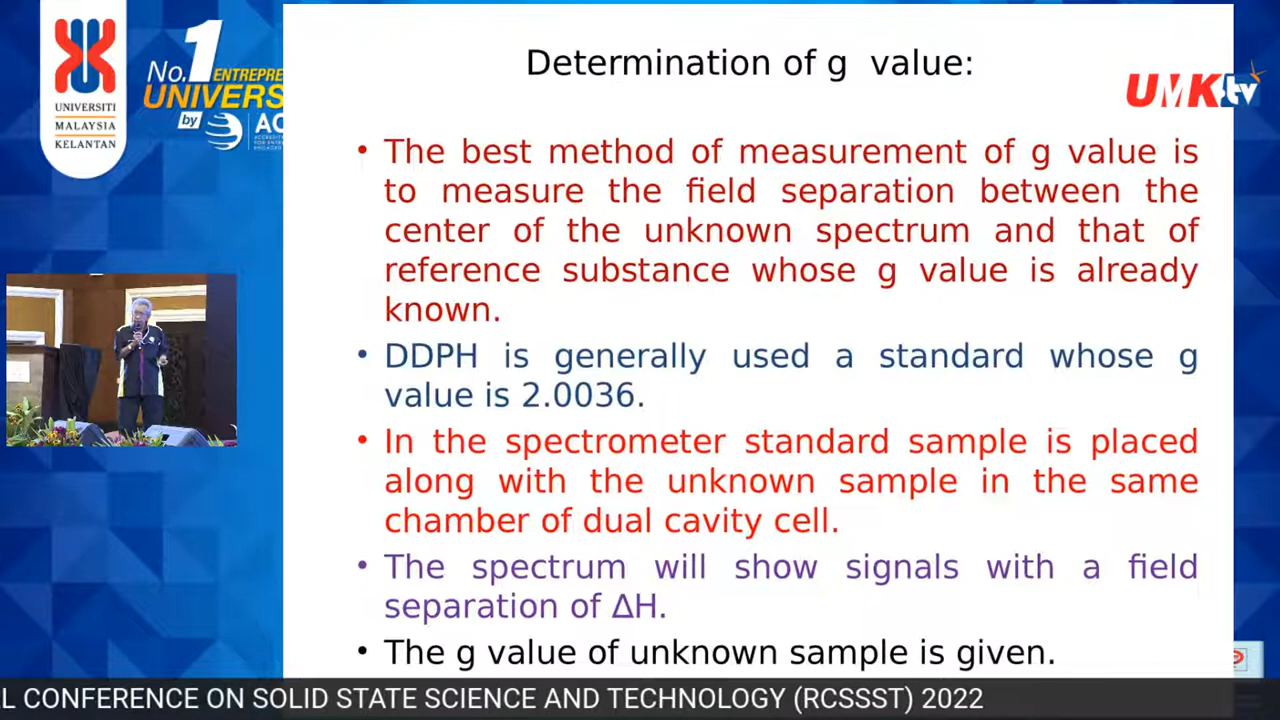 UNIVERSITI
MALAYSIA
KELANTAN
No.1 ENTREPRE
UNIVERS
by AC
Determination of g value:
UMK tv
• The best method of measurement of g value is
to measure the field separation between the
center of the unknown spectrum and that of
reference substance whose g value is already
known.
• DDPH is generally used a standard whose g
value is 2.0036.
• In the spectrometer standard sample is placed
along with the unknown sample in the same
chamber of dual cavity cell.
• The spectrum will show signals with a field
separation of ΔH.
• The g value of unknown sample is given.
L CONFERENCE ON SOLID STATE SCIENCE AND TECHNOLOGY (RCSSST) 2022